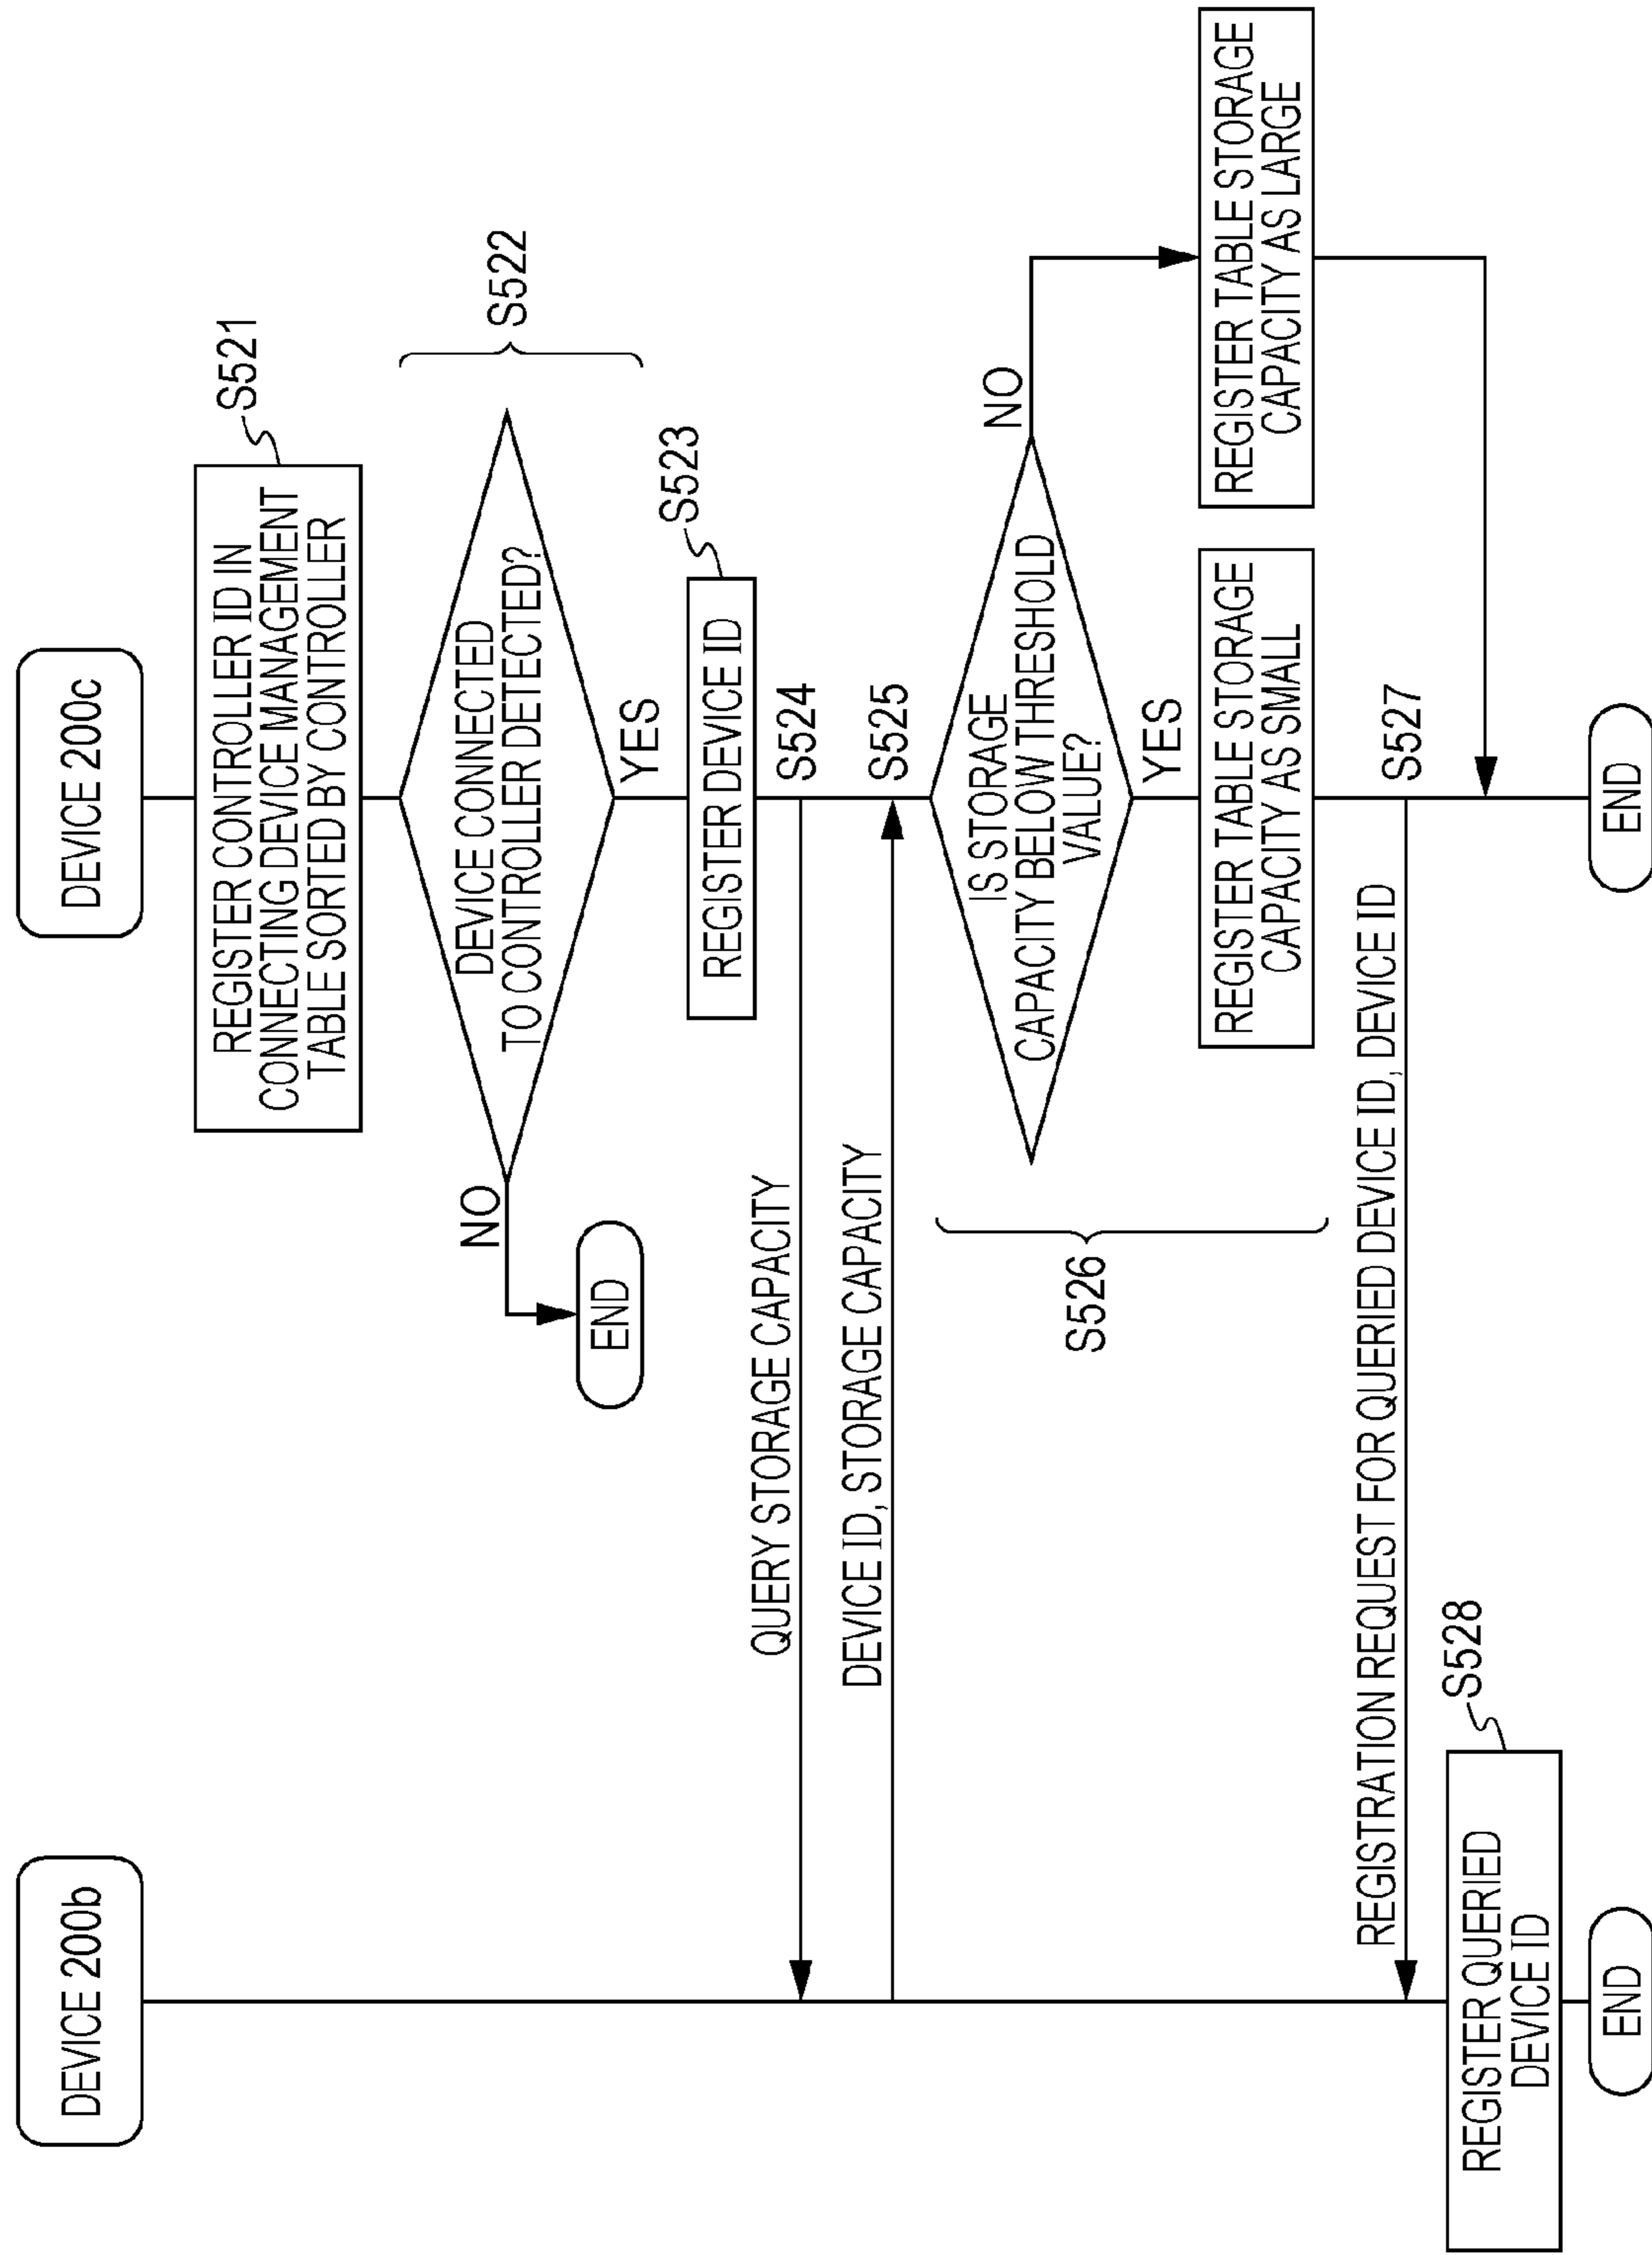 DEVICE 200b
DEVICE 200c
REGISTER CONTROLLER ID IN
CONNECTING DEVICE MANAGEMENT
TABLE SORTED BY CONTROLLER
S521
DEVICE CONNECTED
TO CONTROLLER DETECTED?
S522
NO
END
YES
REGISTER DEVICE ID
S523
QUERY STORAGE CAPACITY
S524
DEVICE ID, STORAGE CAPACITY
S525
IS STORAGE
CAPACITY BELOW THRESHOLD
VALUE?
NO
S526
YES
REGISTER TABLE STORAGE
CAPACITY AS SMALL
REGISTER TABLE STORAGE
CAPACITY AS LARGE
REGISTRATION REQUEST FOR QUERIED DEVICE ID, DEVICE ID
S527
REGISTER QUERIED
DEVICE ID
S528
END
END